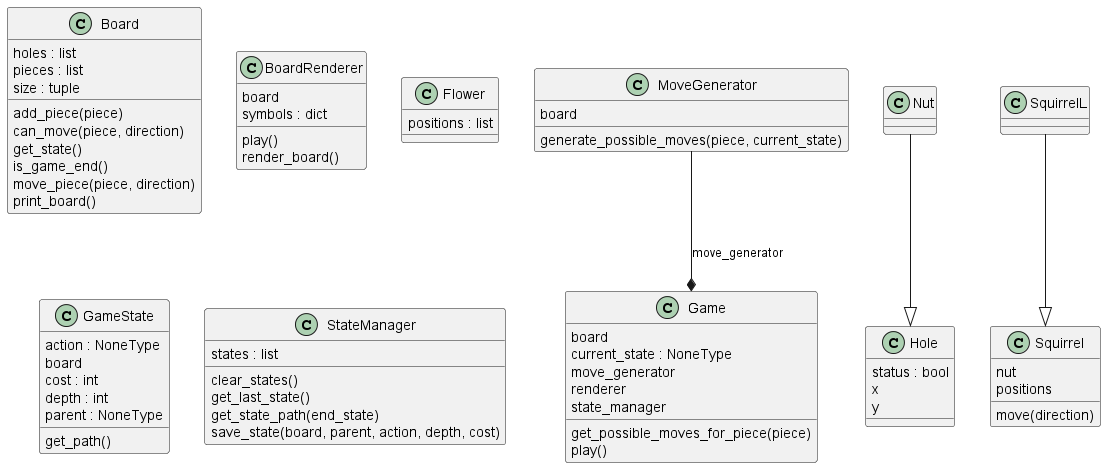 C Board
holes : list
pieces : list
size : tuple
add_piece(piece)
can_move(piece, direction)
get_state()
is_game_end()
move_piece(piece, direction)
print_board()
C BoardRenderer
board
symbols : dict
play()
render_board()
C Flower
positions : list
C MoveGenerator
board
generate_possible_moves(piece, current_state)
C Nut
C SquirrelL
move_generator
C GameState
action : NoneType
board
cost : int
depth : int
parent : NoneType
get_path()
C StateManager
states : list
clear_states()
get_last_state()
get_state_path(end_state)
save_state(board, parent, action, depth, cost)
C Game
board
current_state : NoneType
move_generator
renderer
state_manager
get_possible_moves_for_piece(piece)
play()
C Hole
status : bool
x
y
C Squirrel
nut
positions
move(direction)